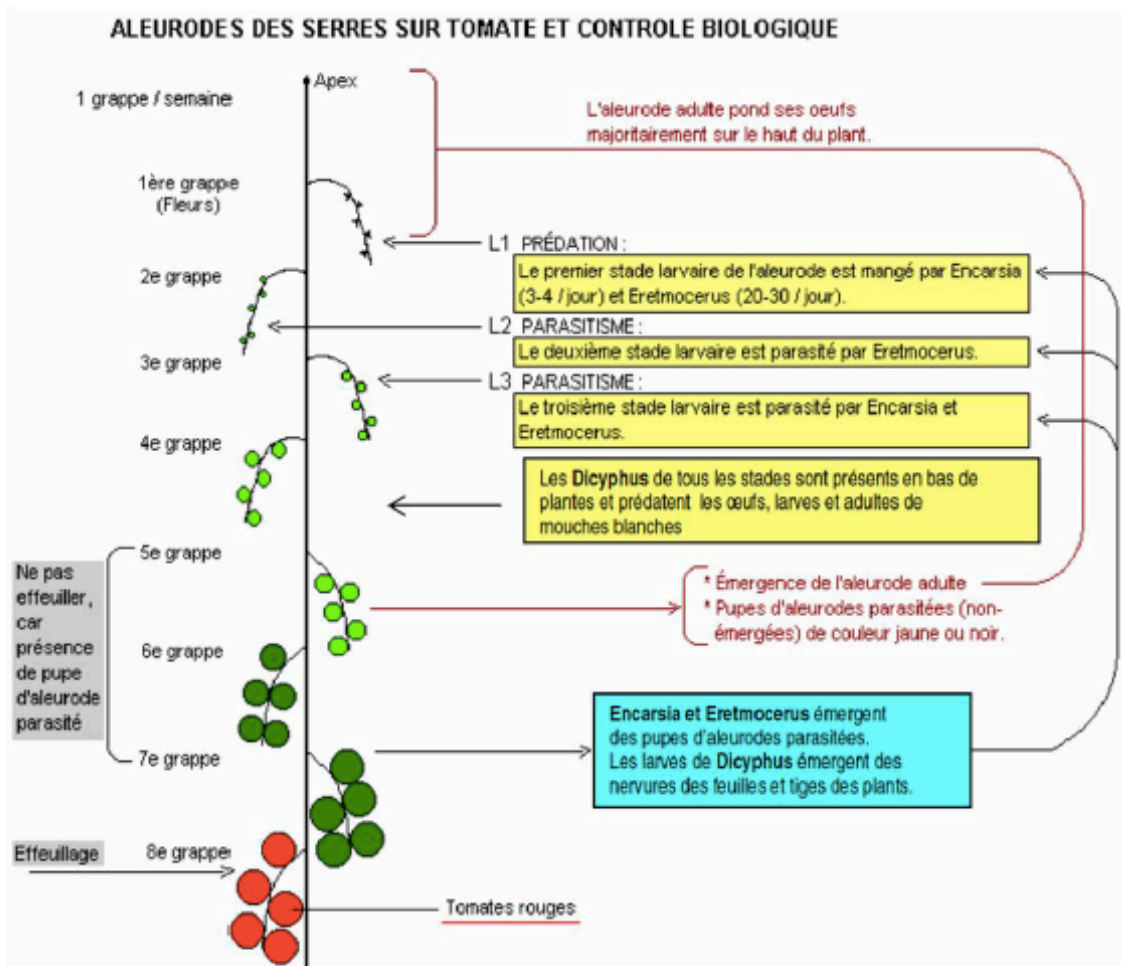 ALEURODES DES SERRES SUR TOMATE ET CONTROLE BIOLOGIQUE
Apex
1 grappe / semaine
L'aleurode adulte pond ses oeufs
majoritairement sur le haut du plant.
1ère grappe
(Fleurs)
L1 PRÉDATION :
Le premier stade larvaire de l'aleurode est mangé par Encarsia
(3-4 / jour) et Eretmocerus (20-30 / jour).
2e grappe
L2 PARASITISME :
Le deuxième stade larvaire est parasité par Eretmocerus.
3e grappe
L3 PARASITISME :
Le troisième stade larvaire est parasité par Encarsia et
Eretmocerus.
4e grappe
Les Dicyphus de tous les stades sont présents en bas de
plantes et prédatent les œufs, larves et adultes de
mouches blanches
5e grappe
Ne pas
effeuiller,
car
présence
de pupe
d'aleurode
parasité
* Émergence de l'aleurode adulte
* Pupes d'aleurodes parasitées (non-
émergées) de couleur jaune ou noir.
6e grappe
Encarsia et Eretmocerus émergent
des pupes d'aleurodes parasitées.
Les larves de Dicyphus émergent des
nervures des feuilles et tiges des plants.
7e grappe
Effeuillage
8e grappe
Tomates rouges